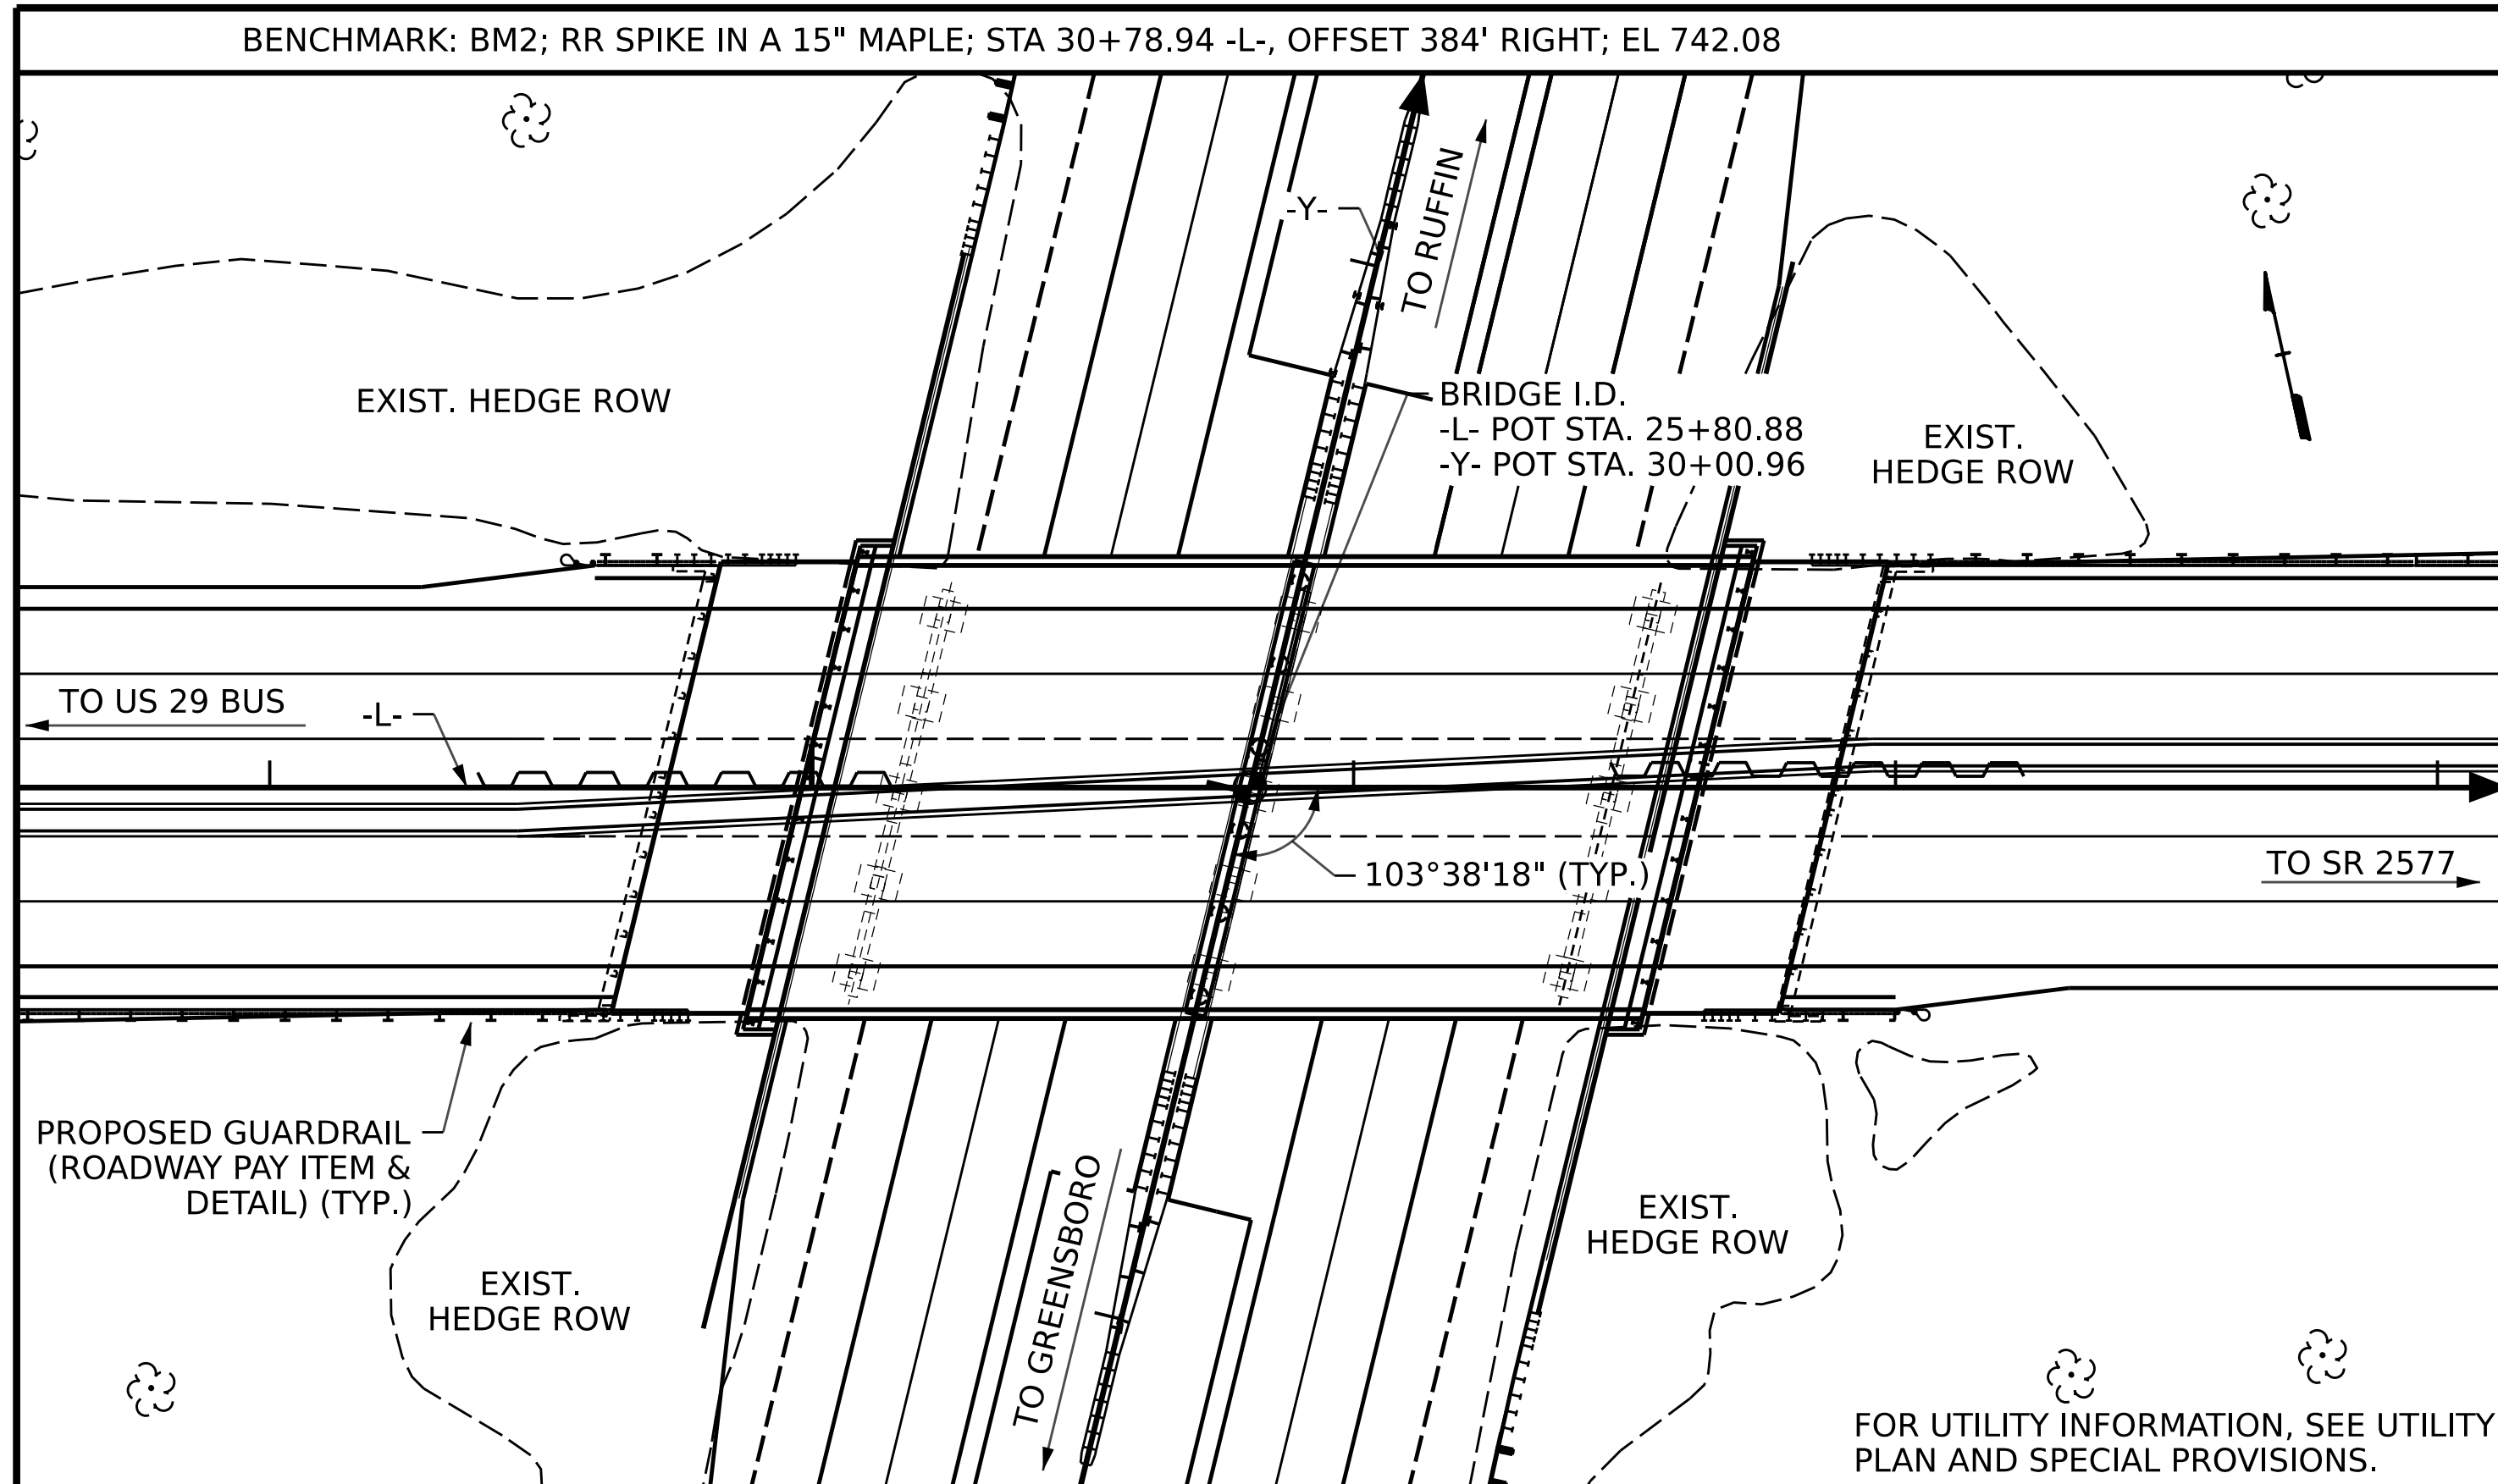 BENCHMARK: BM2; RR SPIKE IN A 15" MAPLE; STA 30+78.94 -L-, OFFSET 384' RIGHT; EL 742.08
-Y-
TO RUFFIN
EXIST. HEDGE ROW
BRIDGE I.D.
-L- POT STA. 25+80.88
-Y- POT STA. 30+00.96
EXIST.
HEDGE ROW
TO US 29 BUS
-L-
103°38'18" (TYP.)
TO SR 2577
PROPOSED GUARDRAIL
(ROADWAY PAY ITEM &
DETAIL) (TYP.)
TO GREENSBORO
EXIST.
HEDGE ROW
EXIST.
HEDGE ROW
FOR UTILITY INFORMATION, SEE UTILITY
PLAN AND SPECIAL PROVISIONS.